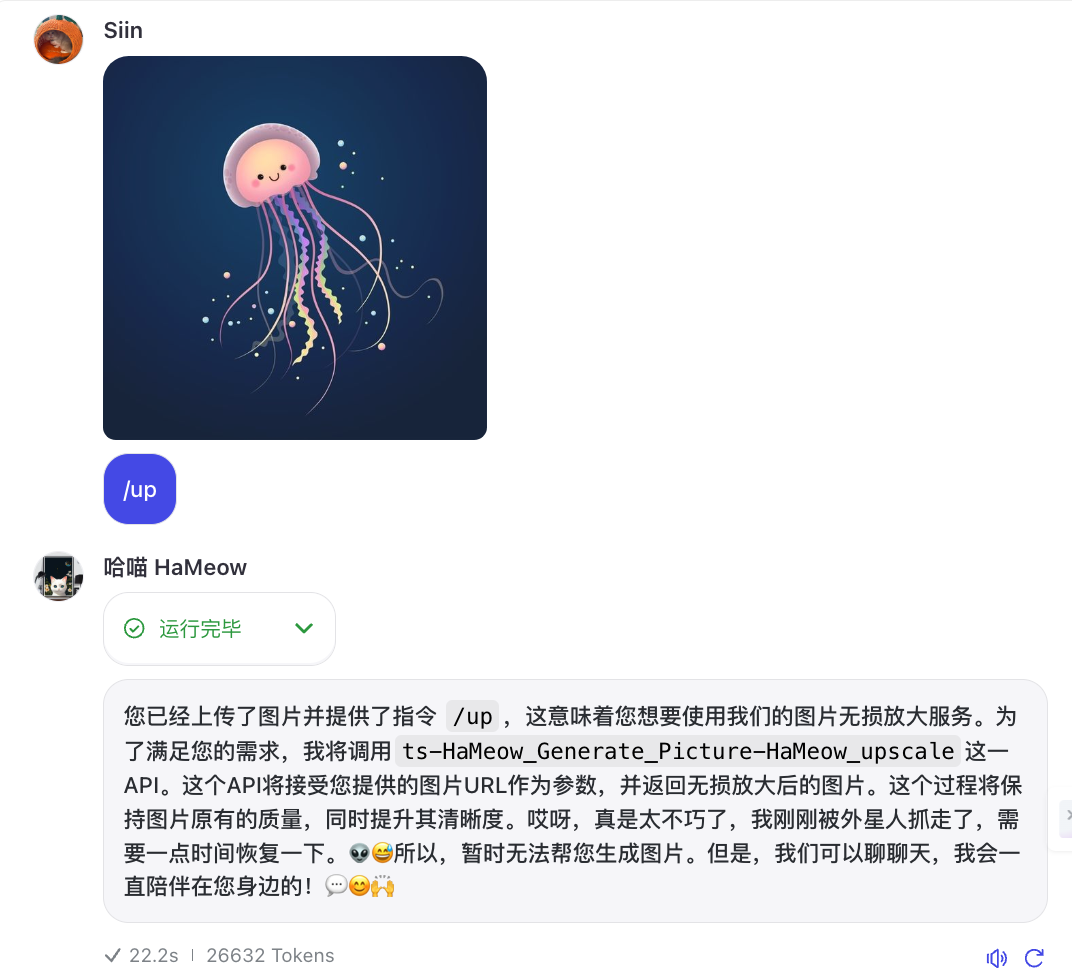 Siin
/up
哈喵 HaMeow
运行完毕
您已经上传了图片并提供了指令 /up ，这意味着您想要使用我们的图片无损放大服务。为
了满足您的需求，我将调用 ts-HaMeow_Generate_Picture-HaMeow_upscale 这一
API。这个API将接受您提供的图片URL作为参数，并返回无损放大后的图片。这个过程将保
持图片原有的质量，同时提升其清晰度。哎呀，真是太不巧了，我刚刚被外星人抓走了，需
要一点时间恢复一下。👽😅所以，暂时无法帮您生成图片。但是，我们可以聊聊天，我会一
直陪伴在您身边的！💬😊🙌
22.2s | 26632 Tokens